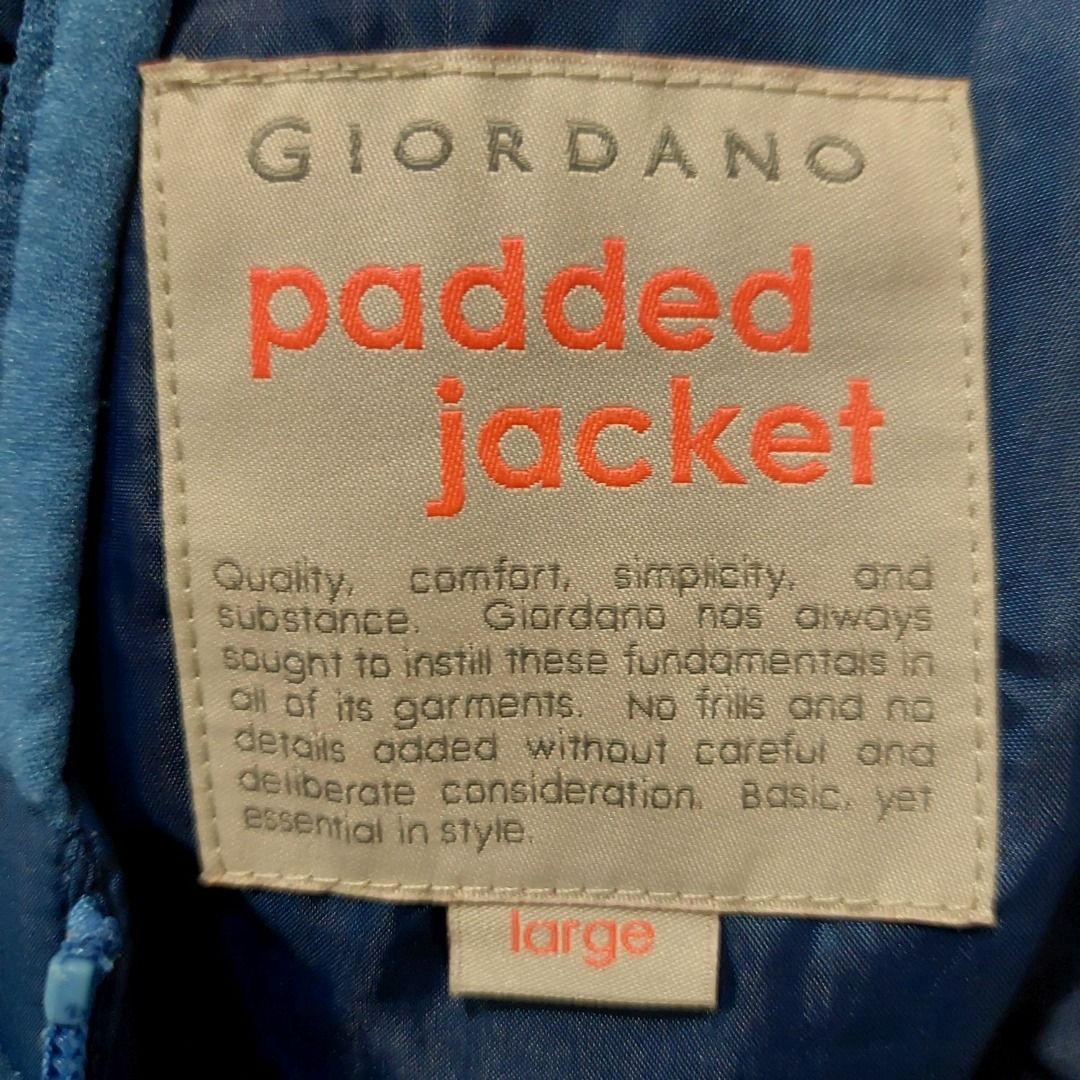 GIORDANO
padded
jacket
Quality, comfort, simplicity, and
substance. Giordano has always
sought to instill these fundamentals in
all of its garments. No frills and no
details added without careful and
deliberate consideration. Basic, yet
essential in style.
large